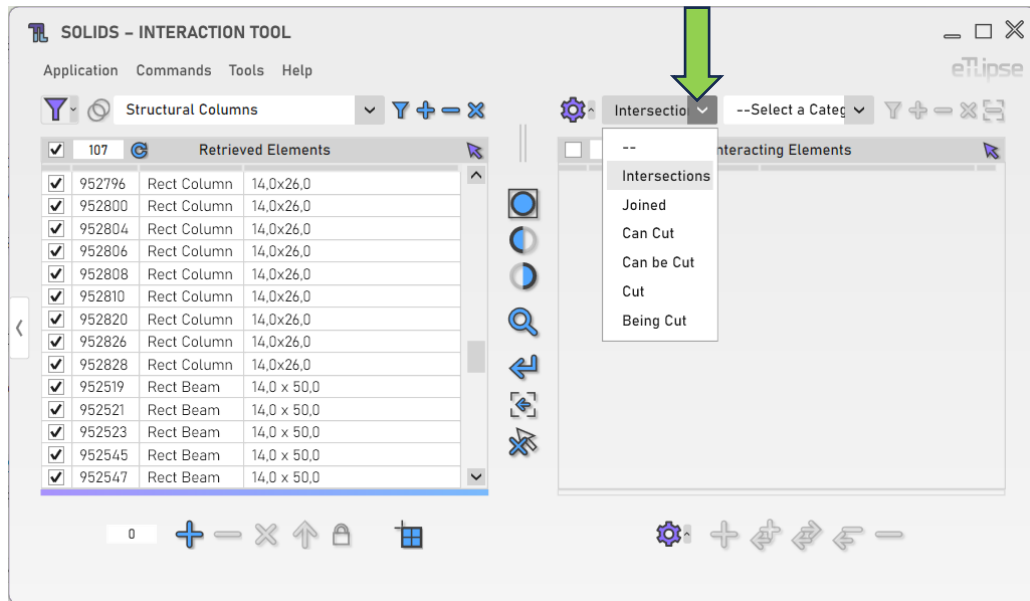 SOLIDS – INTERACTION TOOL
Application Commands Tools Help
eTLipse
Structural Columns
Intersectio
--Select a Categ
107 Retrieved Elements
nteracting Elements
952796 Rect Column 14,0x26,0
952800 Rect Column 14,0x26,0
952804 Rect Column 14,0x26,0
952806 Rect Column 14,0x26,0
952808 Rect Column 14,0x26,0
952810 Rect Column 14,0x26,0
952820 Rect Column 14,0x26,0
952826 Rect Column 14,0x26,0
952828 Rect Column 14,0x26,0
952519 Rect Beam 14,0 x 50,0
952521 Rect Beam 14,0 x 50,0
952523 Rect Beam 14,0 x 50,0
952545 Rect Beam 14,0 x 50,0
952547 Rect Beam 14,0 x 50,0
--
Intersections
Joined
Can Cut
Can be Cut
Cut
Being Cut
0